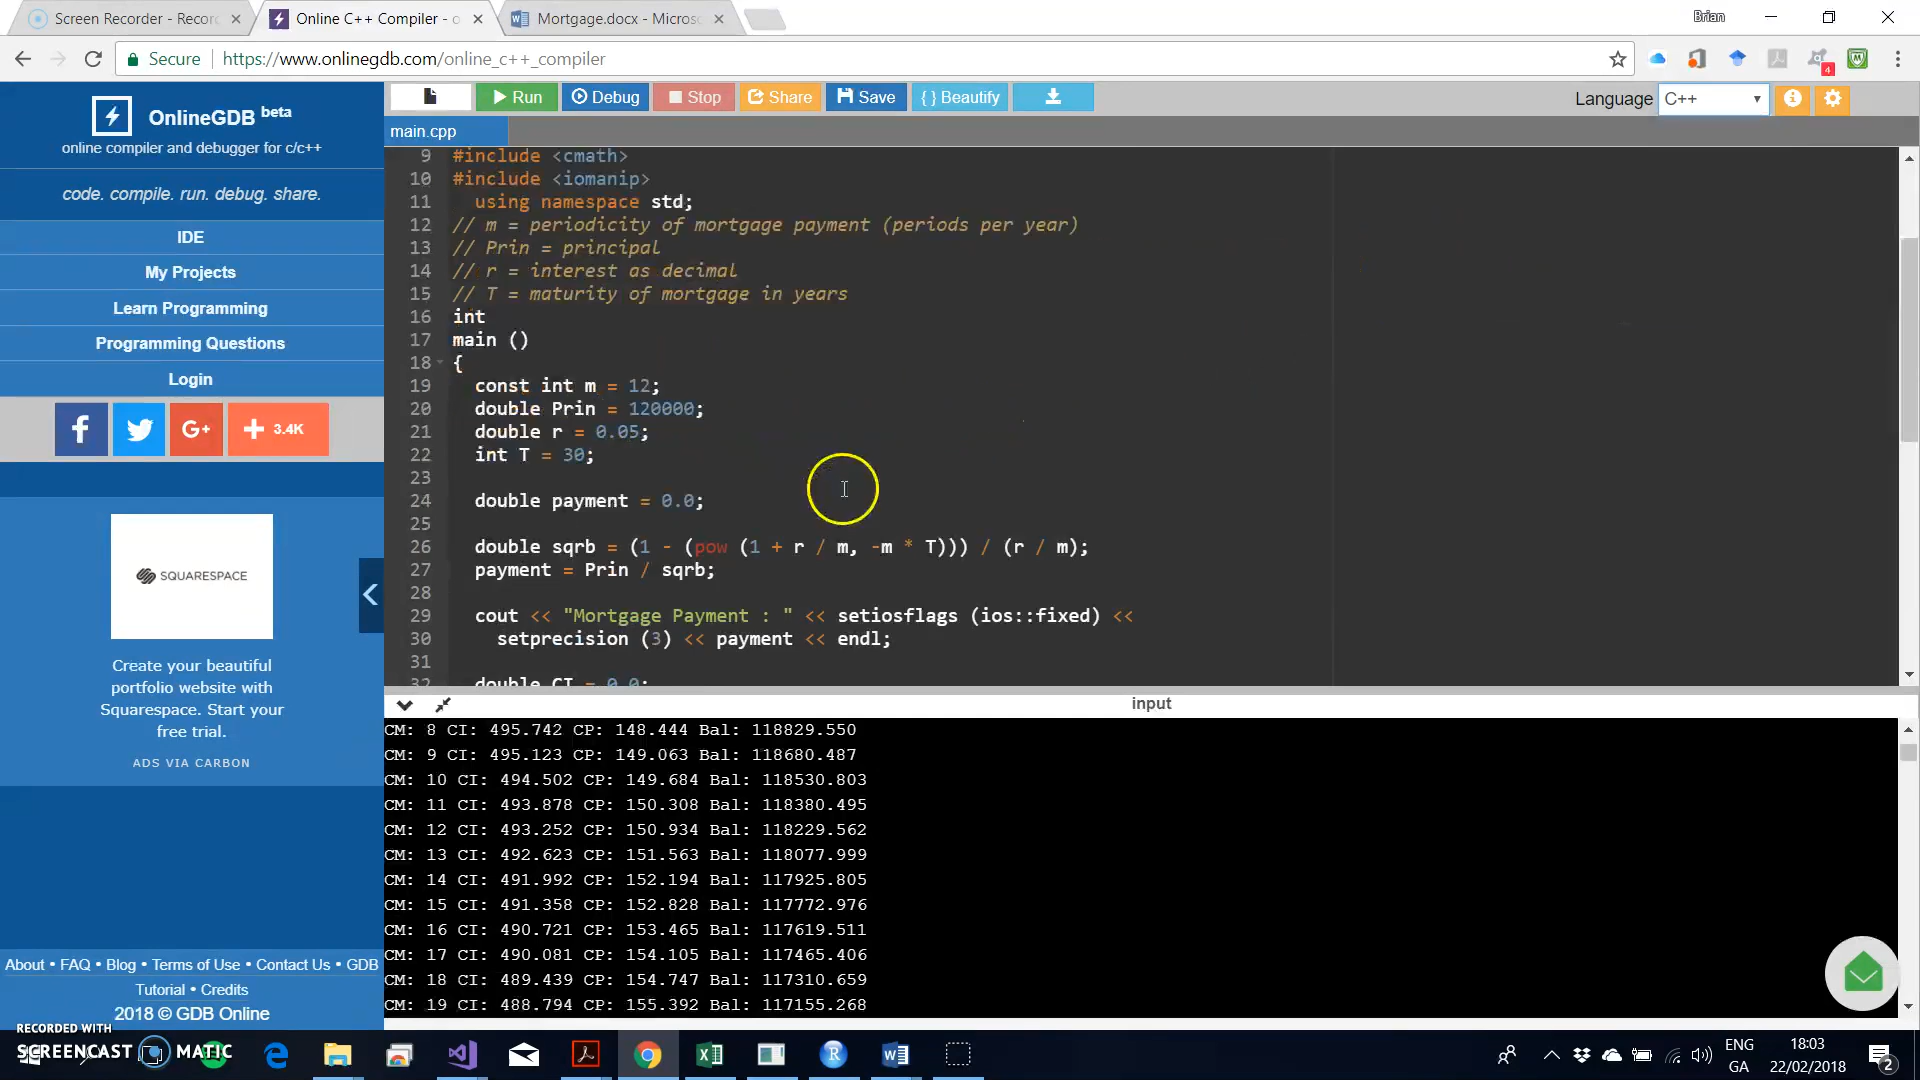 Screen Recorder - Recor
Online C++ Compiler - o
Mortgage.docx - Micros
Brian
Secure
https://www.onlinegdb.com/online_c++_compiler
4
OnlineGDB beta
online compiler and debugger for c/c++
code. compile. run. debug. share.
IDE
My Projects
Learn Programming
Programming Questions
Login
3.4K
SQUARESPACE
Create your beautiful
portfolio website with
Squarespace. Start your
free trial.
ADS VIA CARBON
About • FAQ • Blog • Terms of Use • Contact Us • GDB
Tutorial • Credits
2018 © GDB Online
Run
Debug
Stop
Share
Save
{ } Beautify
Language
C++
main.cpp
9 #include <cmath>
10 #include <iomanip>
11 using namespace std;
12 // m = periodicity of mortgage payment (periods per year)
13 // Prin = principal
14 // r = interest as decimal
15 // T = maturity of mortgage in years
16 int
17 main ()
18 {
19 const int m = 12;
20 double Prin = 120000;
21 double r = 0.05;
22 int T = 30;
23
24 double payment = 0.0;
25
26 double sqrb = (1 - (pow (1 + r / m, -m * T))) / (r / m);
27 payment = Prin / sqrb;
28
29 cout << "Mortgage Payment : " << setiosflags (ios::fixed) <<
30 setprecision (3) << payment << endl;
31
32 double CI = 0.0;
input
CM: 8 CI: 495.742 CP: 148.444 Bal: 118829.550
CM: 9 CI: 495.123 CP: 149.063 Bal: 118680.487
CM: 10 CI: 494.502 CP: 149.684 Bal: 118530.803
CM: 11 CI: 493.878 CP: 150.308 Bal: 118380.495
CM: 12 CI: 493.252 CP: 150.934 Bal: 118229.562
CM: 13 CI: 492.623 CP: 151.563 Bal: 118077.999
CM: 14 CI: 491.992 CP: 152.194 Bal: 117925.805
CM: 15 CI: 491.358 CP: 152.828 Bal: 117772.976
CM: 16 CI: 490.721 CP: 153.465 Bal: 117619.511
CM: 17 CI: 490.081 CP: 154.105 Bal: 117465.406
CM: 18 CI: 489.439 CP: 154.747 Bal: 117310.659
CM: 19 CI: 488.794 CP: 155.392 Bal: 117155.268
RECORDED WITH
SCREENCAST MATIC
ENG
GA
18:03
22/02/2018
2